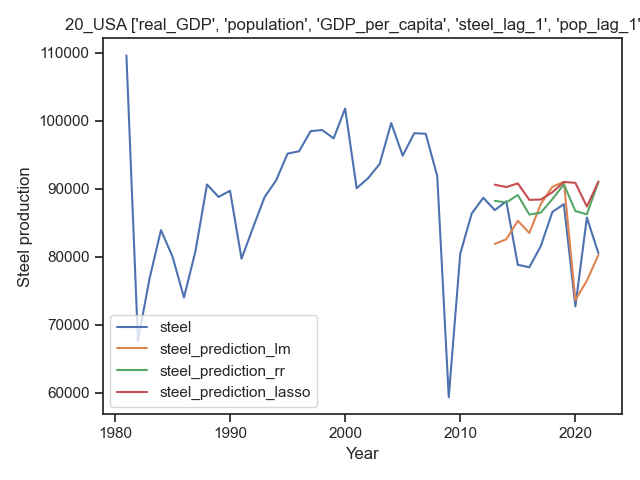 20_USA ['real_GDP', 'population', 'GDP_per_capita', 'steel_lag_1', 'pop_lag_1'
110000
100000
90000
80000
70000
60000
Steel production
steel
steel_prediction_lm
steel_prediction_rr
steel_prediction_lasso
1980
1990
2000
2010
2020
Year